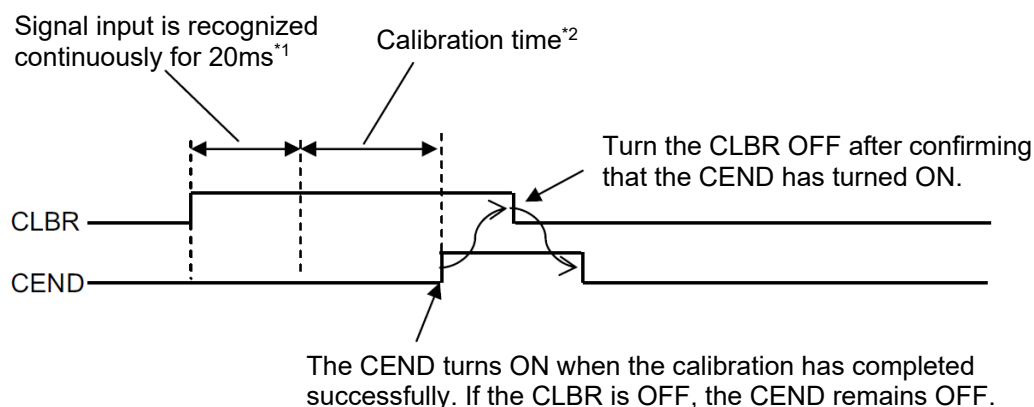 Signal input is recognized
continuously for 20ms*1
Calibration time*2
Turn the CLBR OFF after confirming
that the CEND has turned ON.
CLBR
CEND
The CEND turns ON when the calibration has completed
successfully. If the CLBR is OFF, the CEND remains OFF.